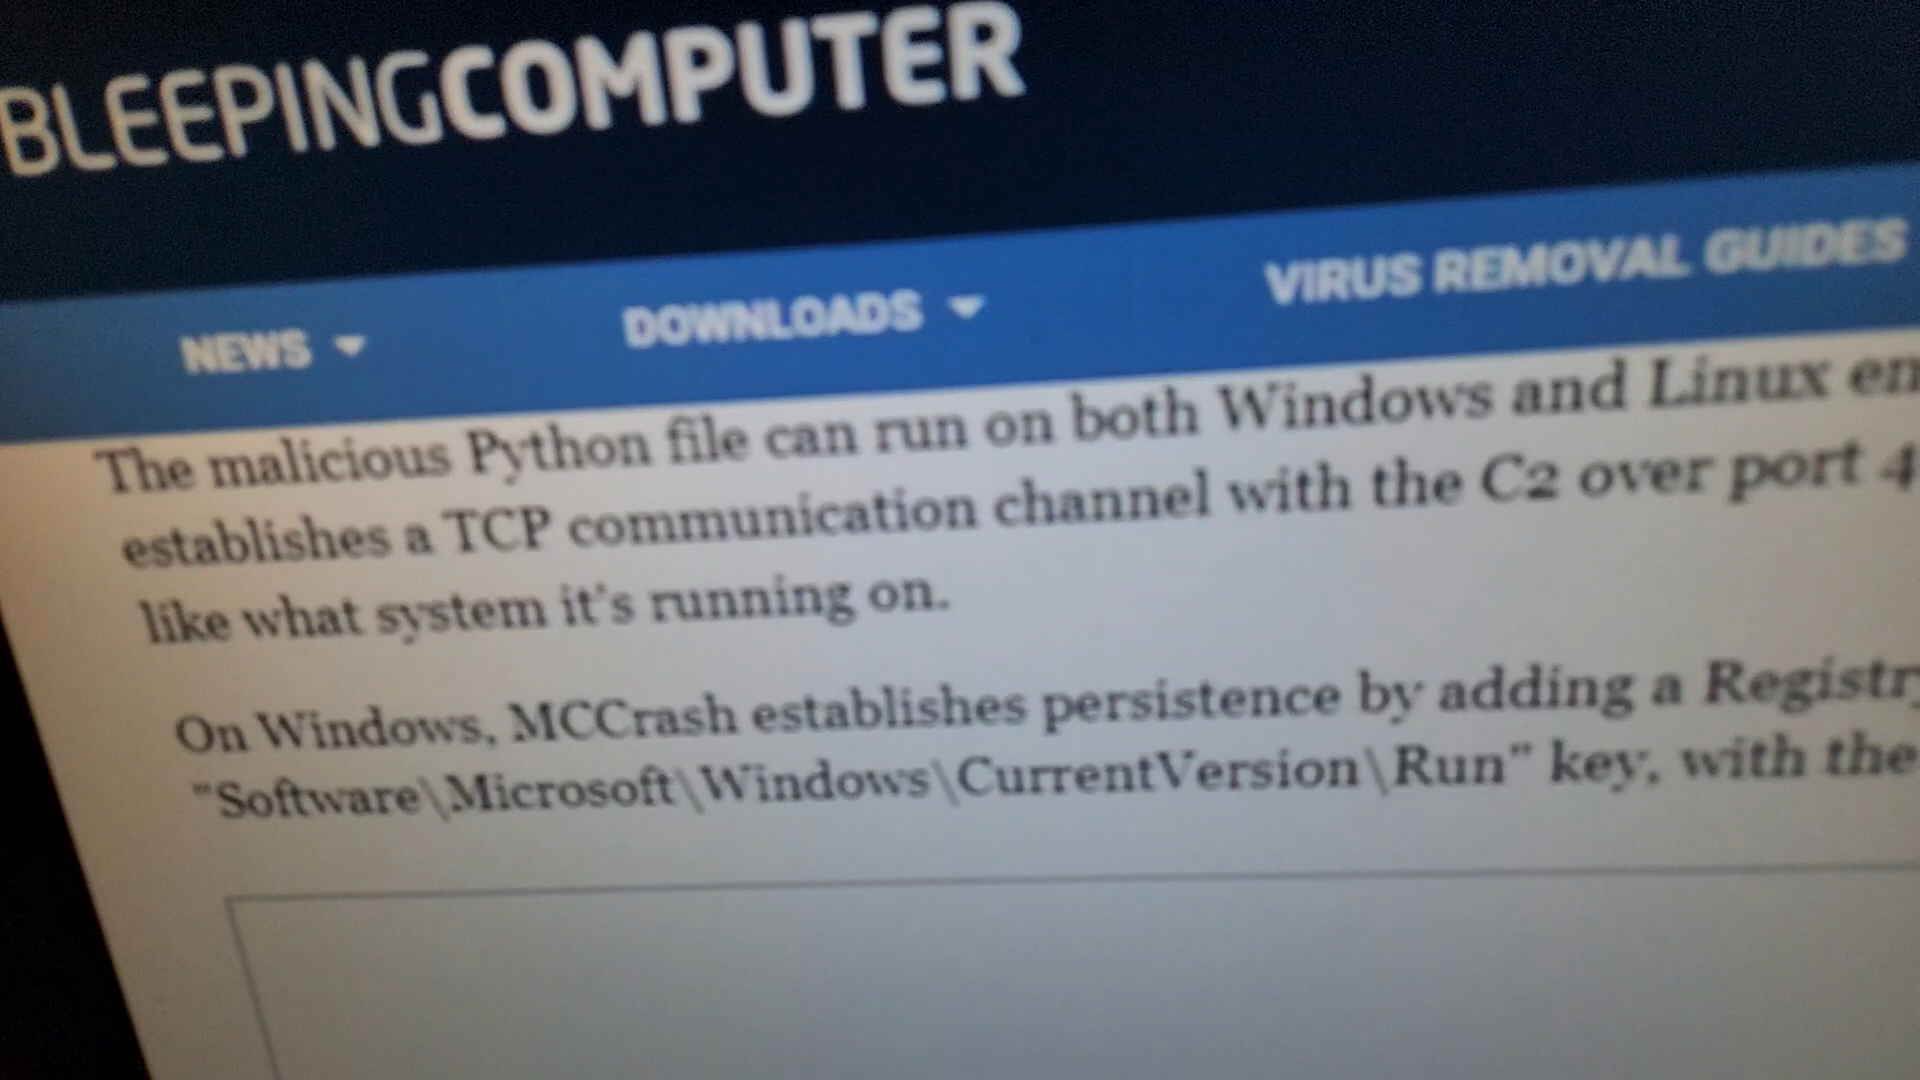 BLEEPINGCOMPUTER
NEWS DOWNLOADS VIRUS REMOVAL GUIDES
The malicious Python file can run on both Windows and Linux en
establishes a TCP communication channel with the C2 over port 4
like what system it's running on.
On Windows, MCCrash establishes persistence by adding a Registry
"Software\Microsoft\Windows\CurrentVersion\Run" key, with the